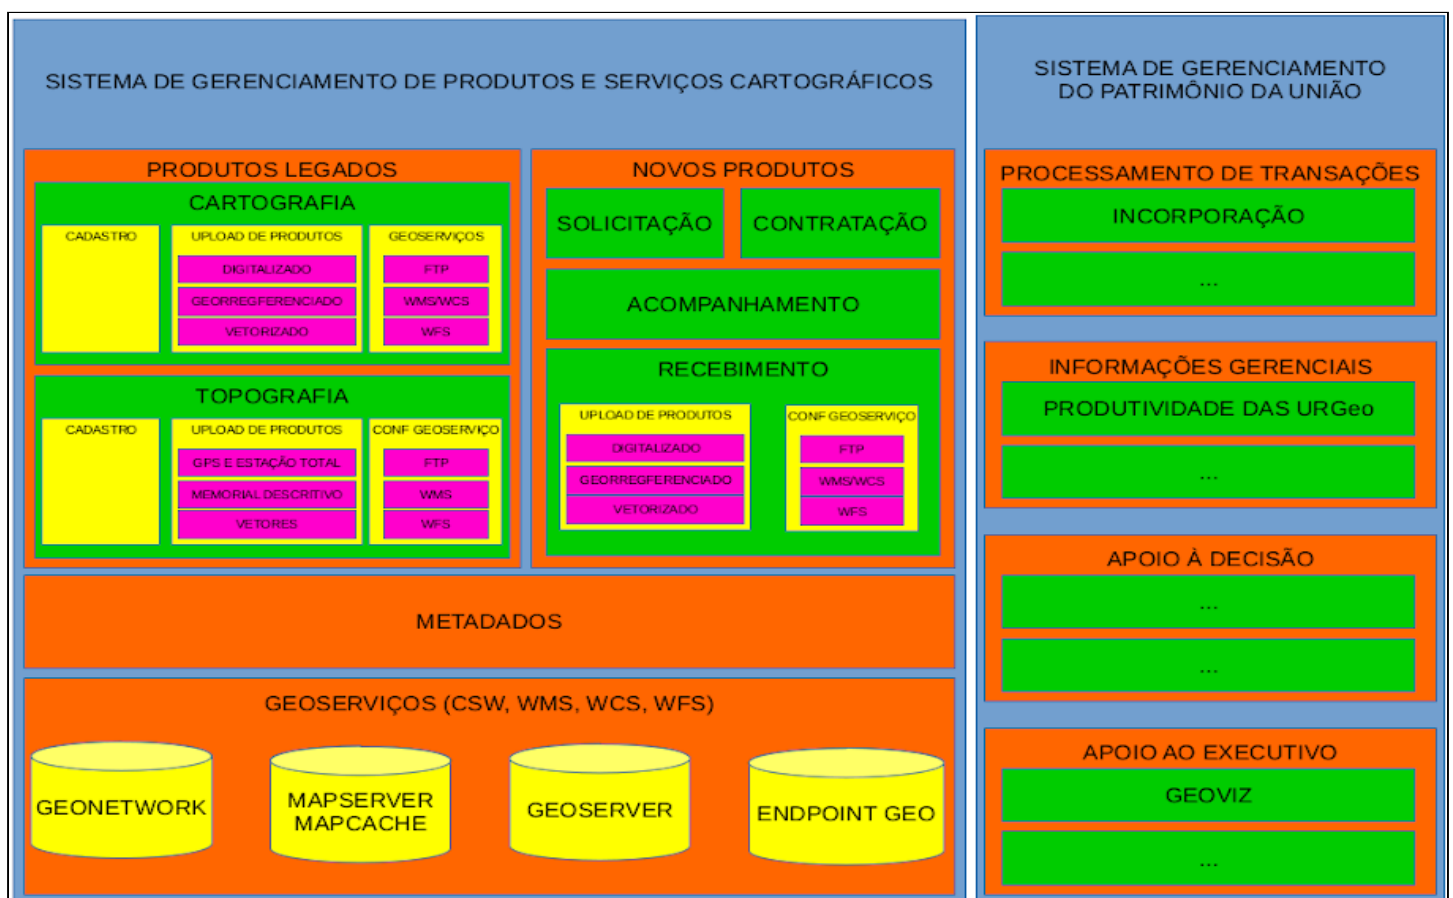 SISTEMA DE GERENCIAMENTO DE PRODUTOS E SERVIÇOS CARTOGRÁFICOS
PRODUTOS LEGADOS
CARTOGRAFIA
CADASTRO
UPLOAD DE PRODUTOS
DIGITALIZADO
GEORREGFERENCIADO
VETORIZADO
GEOSERVIÇOS
FTP
WMS/WCS
WFS
TOPOGRAFIA
CADASTRO
UPLOAD DE PRODUTOS
GPS E ESTAÇÃO TOTAL
MEMORIAL DESCRITIVO
VETORES
CONF GEOSERVIÇO
FTP
WMS
WFS
NOVOS PRODUTOS
SOLICITAÇÃO
CONTRATAÇÃO
ACOMPANHAMENTO
RECEBIMENTO
UPLOAD DE PRODUTOS
DIGITALIZADO
GEORREGFERENCIADO
VETORIZADO
CONF GEOSERVIÇO
FTP
WMS/WCS
WFS
METADADOS
GEOSERVIÇOS (CSW, WMS, WCS, WFS)
GEONETWORK
MAPSERVER
MAPCACHE
GEOSERVER
ENDPOINT GEO
SISTEMA DE GERENCIAMENTO
DO PATRIMÔNIO DA UNIÃO
PROCESSAMENTO DE TRANSAÇÕES
INCORPORAÇÃO
...
INFORMAÇÕES GERENCIAIS
PRODUTIVIDADE DAS URGeo
...
APOIO À DECISÃO
...
...
APOIO AO EXECUTIVO
GEOVIZ
...